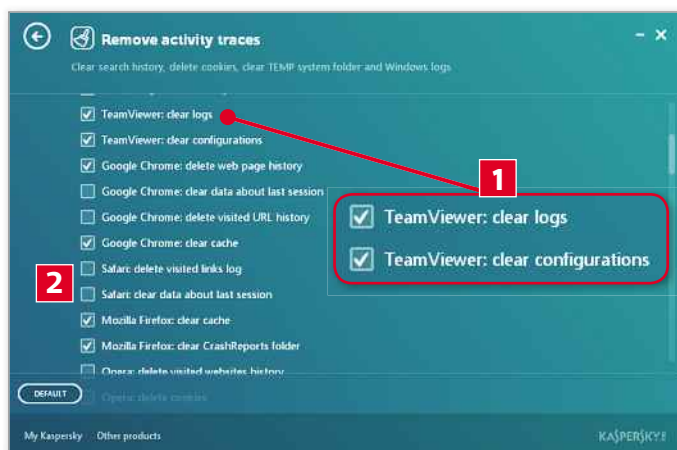 Remove activity traces
Clear search history, delete cookies, clear TEMP system folder and Windows logs
TeamViewer: clear logs
TeamViewer: clear configurations
Google Chrome: delete web page history
Google Chrome: clear data about last session
Google Chrome: delete visited URL history
Google Chrome: clear cache
Safari: delete visited links log
Safari: clear data about last session
Mozilla Firefox: clear cache
Mozilla Firefox: clear CrashReports folder
Opera: delete visited websites history
Opera: delete cookies
1
TeamViewer: clear logs
TeamViewer: clear configurations
2
DEFAULT
My Kaspersky Other products
KASPERSKY